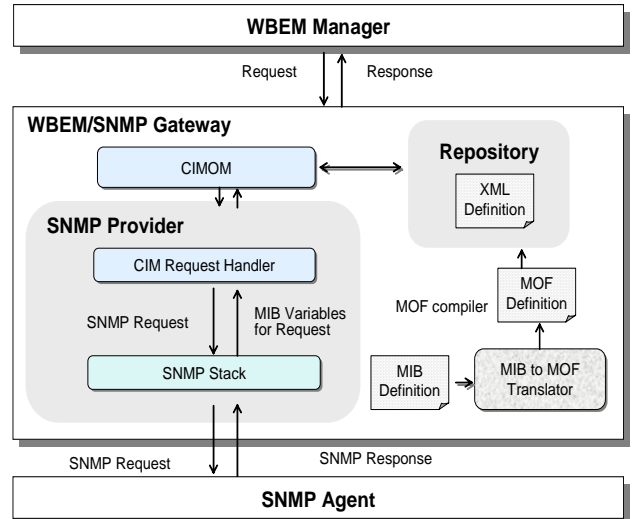 WBEM Manager
Request
Response
WBEM/SNMP Gateway
CIMOM
Repository
XML
Definition
SNMP Provider
CIM Request Handler
SNMP Request
MIB Variables
for Request
SNMP Stack
MOF compiler
MOF
Definition
MIB
Definition
MIB to MOF
Translator
SNMP Request
SNMP Response
SNMP Agent